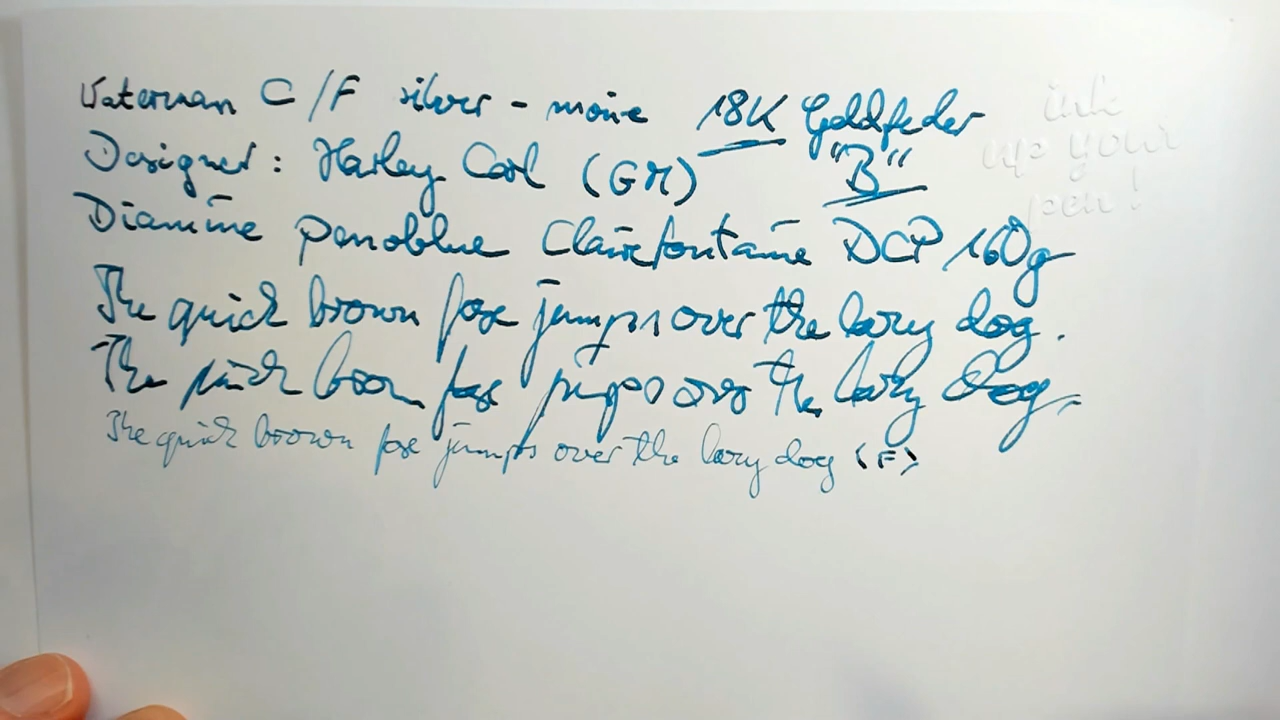 Waterman C/F silver - moire 18K Goldfeder
Designer: Harley Earl (GM) "B"
Diamine Penoblue Clairefontaine DCP 160g
The quick brown fox jumps over the lazy dog.
The quick brown fox jumps over the lazy dog.
The quick brown fox jumps over the lazy dog (F)
ink
up your
pen!